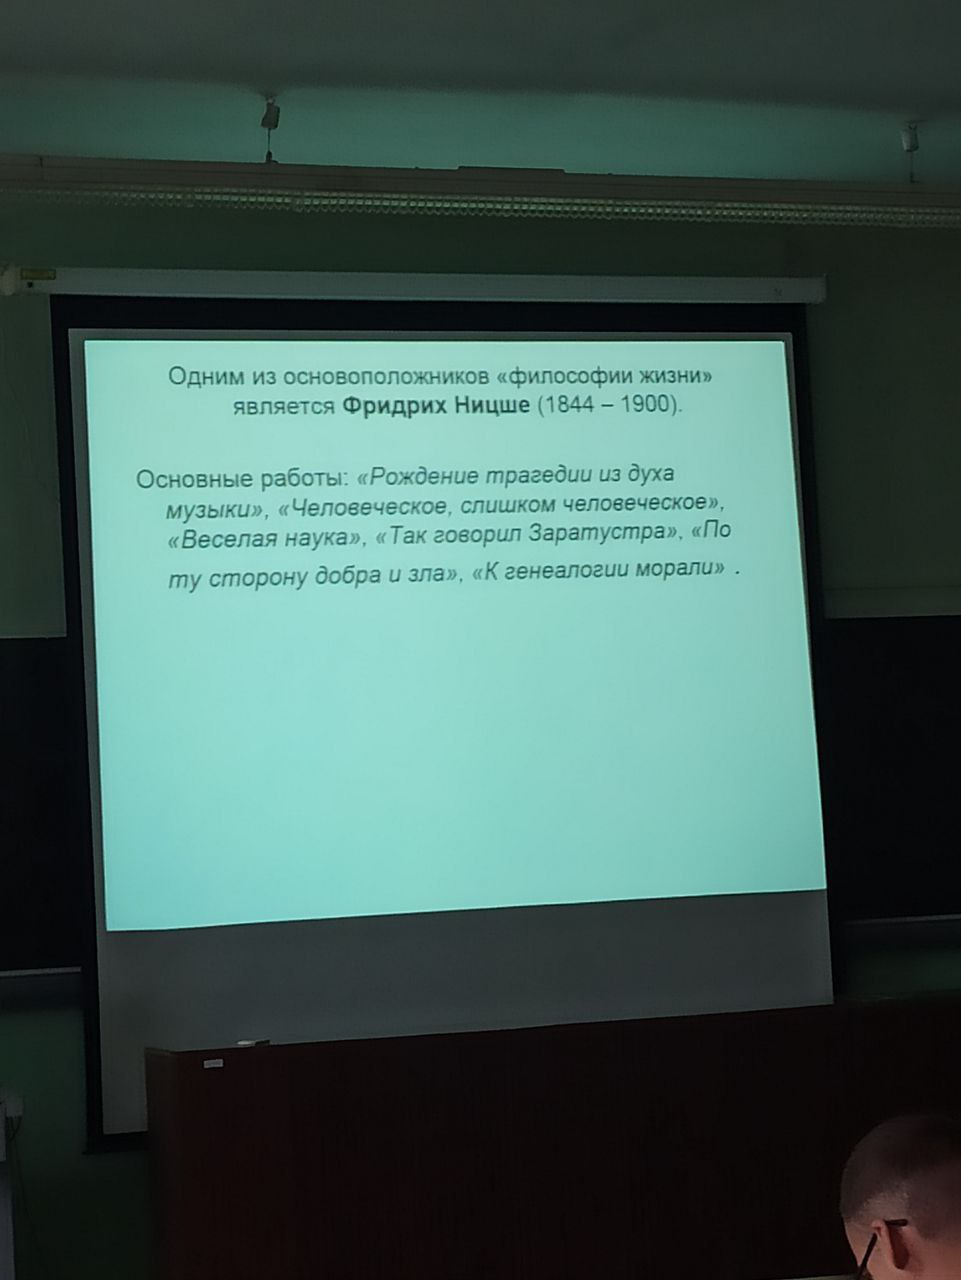 Одним из основоположников «философии жизни»
является Фридрих Ницше (1844 – 1900).
Основные работы: «Рождение трагедии из духа
музыки», «Человеческое, слишком человеческое»,
«Веселая наука», «Так говорил Заратустра», «По
ту сторону добра и зла», «К генеалогии морали» .